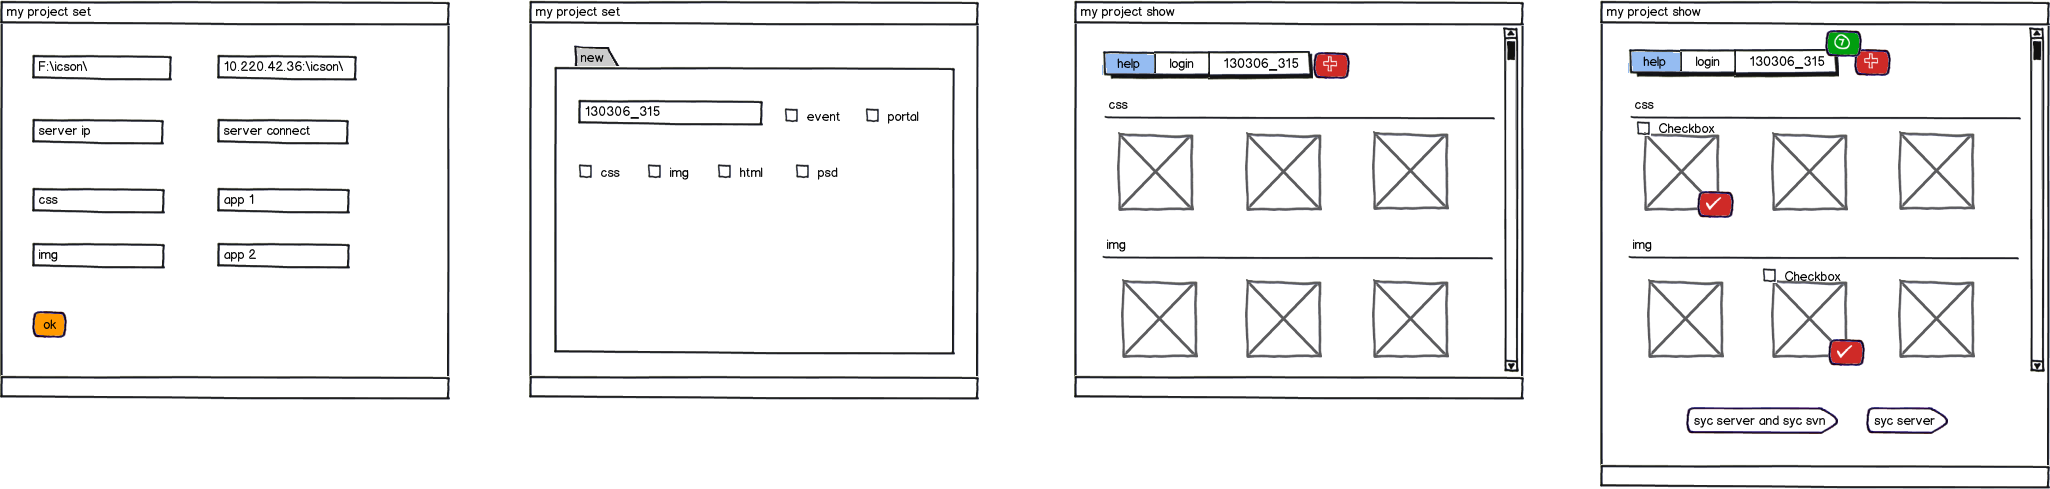 my project set
F:\icson\
10.220.42.36:\icson\
server ip
server connect
css
app 1
img
app 2
ok
my project set
new
130306_315
event
portal
css
img
html
psd
my project show
help
login
130306_315
css
img
my project show
help
login
130306_315
css
Checkbox
img
Checkbox
syc server and syc svn
syc server